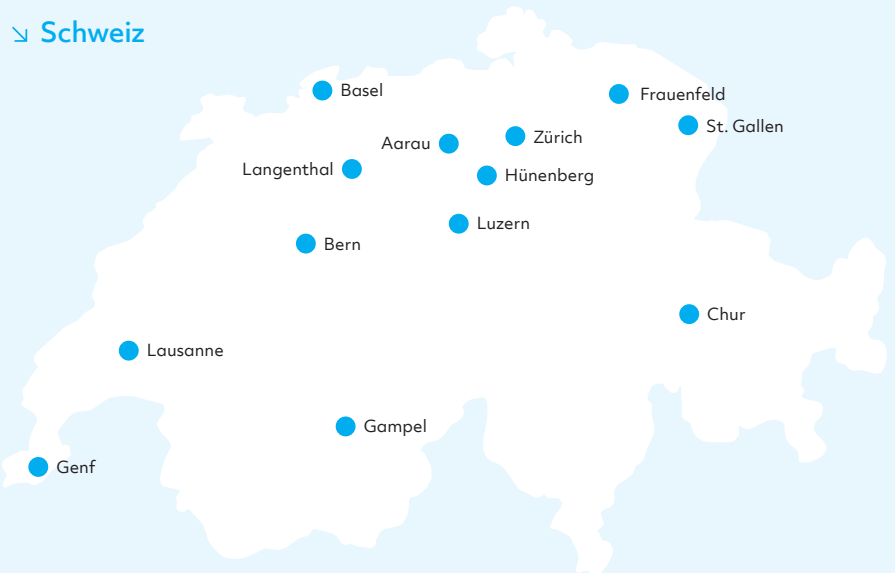 Schweiz
Basel
Frauenfeld
St. Gallen
Aarau
Zürich
Langenthal
Hünenberg
Luzern
Bern
Chur
Lausanne
Gampel
Genf